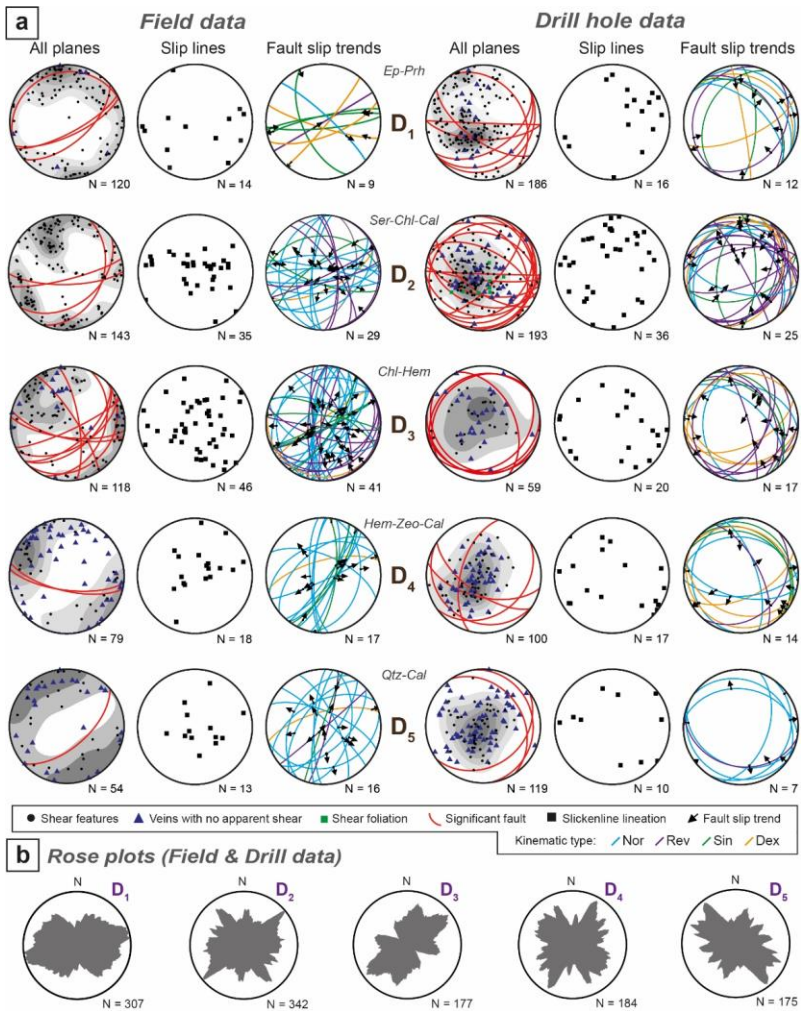 a
Field data Drill hole data
All planes Slip lines Fault slip trends All planes Slip lines Fault slip trends
Ep-Prh
D1
N = 120 N = 14 N = 9 N = 186 N = 16 N = 12
Ser-Chl-Cal
D2
N = 143 N = 35 N = 29 N = 193 N = 36 N = 25
Chl-Hem
D3
N = 118 N = 46 N = 41 N = 59 N = 20 N = 17
Hem-Zeo-Cal
D4
N = 79 N = 18 N = 17 N = 100 N = 17 N = 14
Qtz-Cal
D5
N = 54 N = 13 N = 16 N = 119 N = 10 N = 7
Shear features Veins with no apparent shear Shear foliation Significant fault Slickenline lineation Fault slip trend
Kinematic type: Nor Rev Sin Dex
b Rose plots (Field & Drill data)
N D1 N D2 N D3 N D4 N D5
N = 307 N = 342 N = 177 N = 184 N = 175